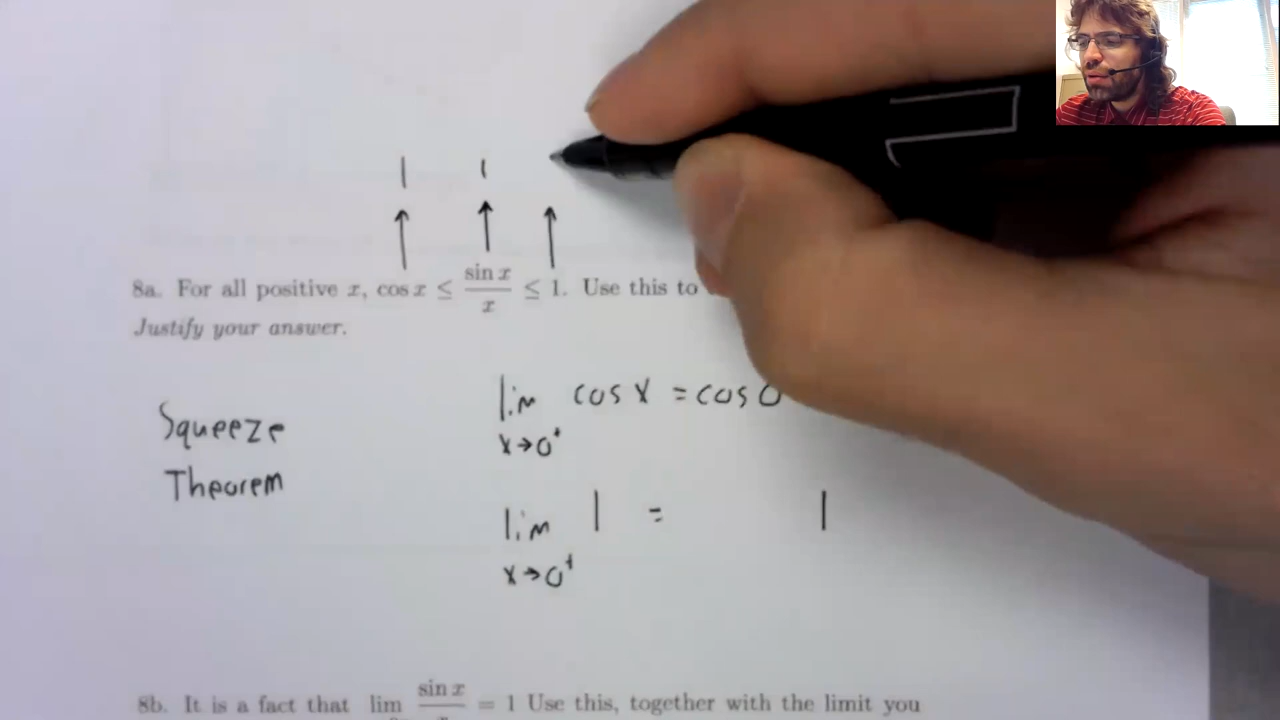 1 1
8a. For all positive x, cos x ≤ sin x / x ≤ 1. Use this to
Justify your answer.
Squeeze
Theorem
lim cos x = cos 0
x→0⁺
lim 1 = 1
x→0⁺
8b. It is a fact that lim sin x / x = 1 Use this, together with the limit you